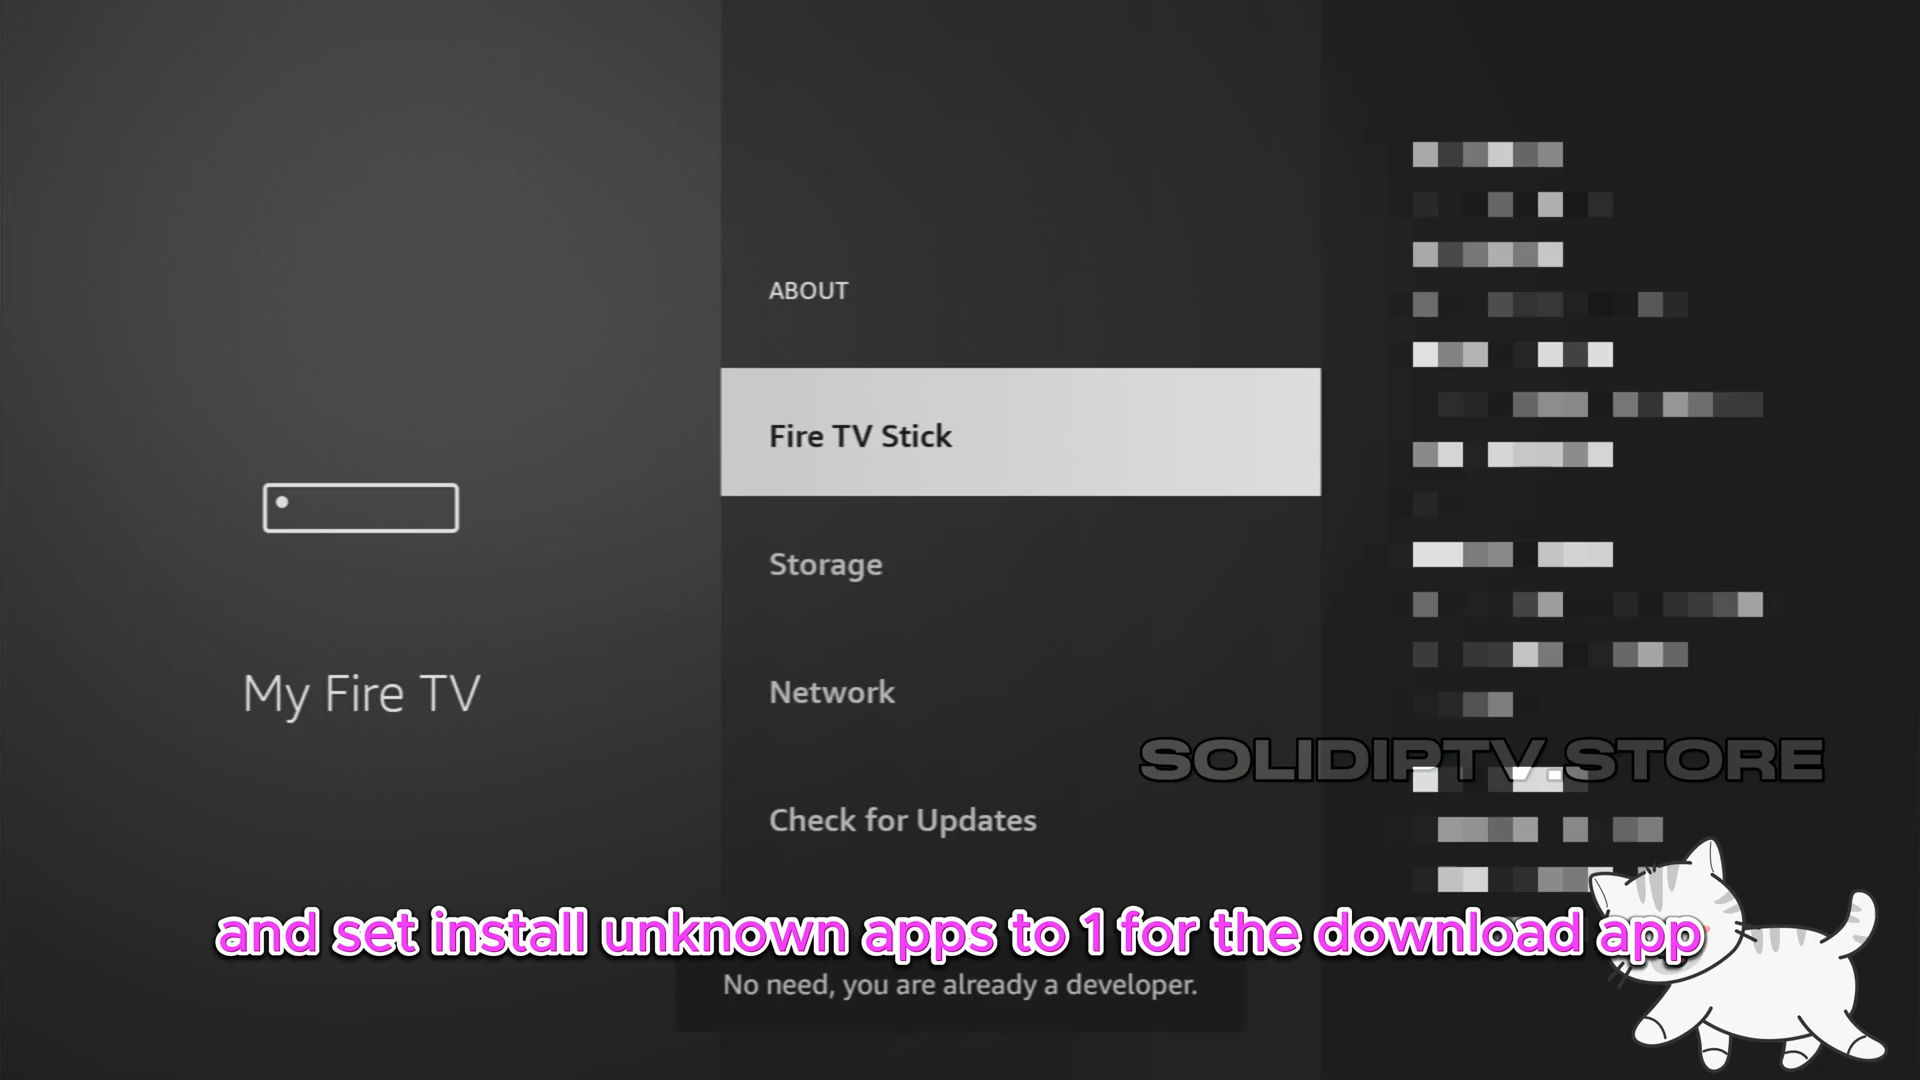 ABOUT
Fire TV Stick
Storage
My Fire TV
Network
SOLIDIPTV.STORE
Check for Updates
and set install unknown apps to 1 for the download app
No need, you are already a developer.